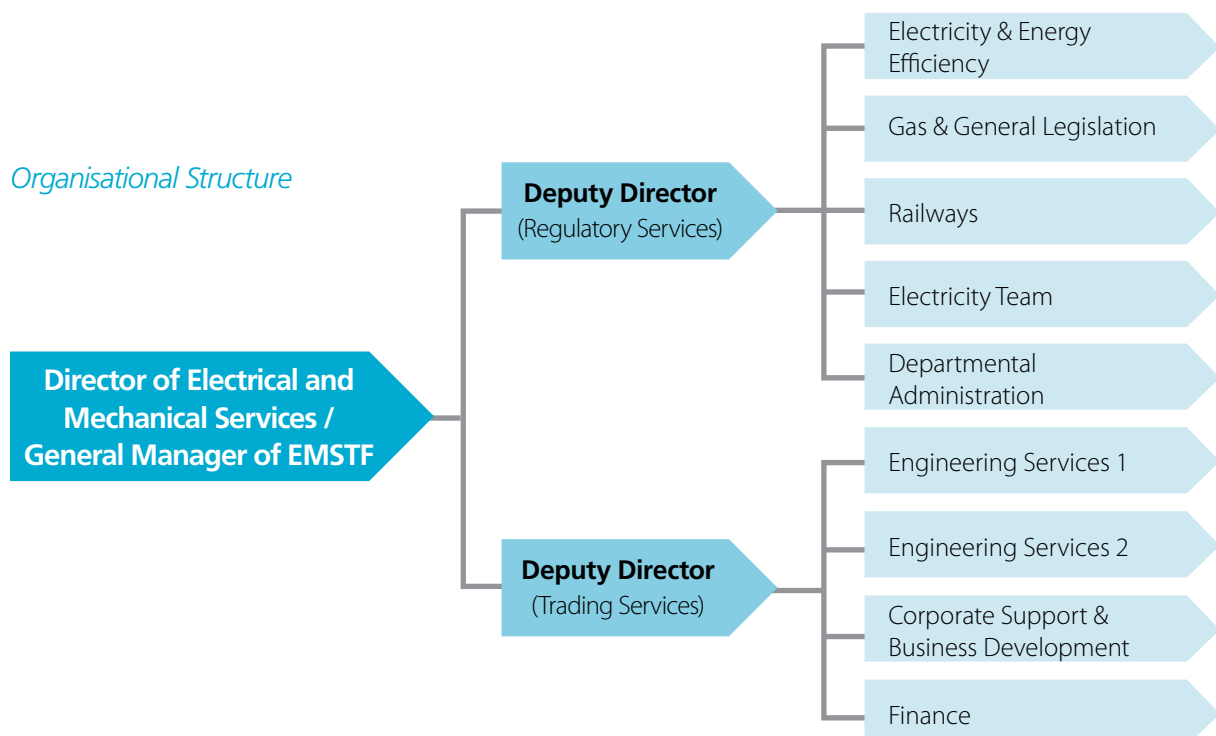 Organisational Structure
Director of Electrical and
Mechanical Services /
General Manager of EMSTF
Deputy Director
(Regulatory Services)
Electricity & Energy
Efficiency
Gas & General Legislation
Railways
Electricity Team
Departmental
Administration
Deputy Director
(Trading Services)
Engineering Services 1
Engineering Services 2
Corporate Support &
Business Development
Finance